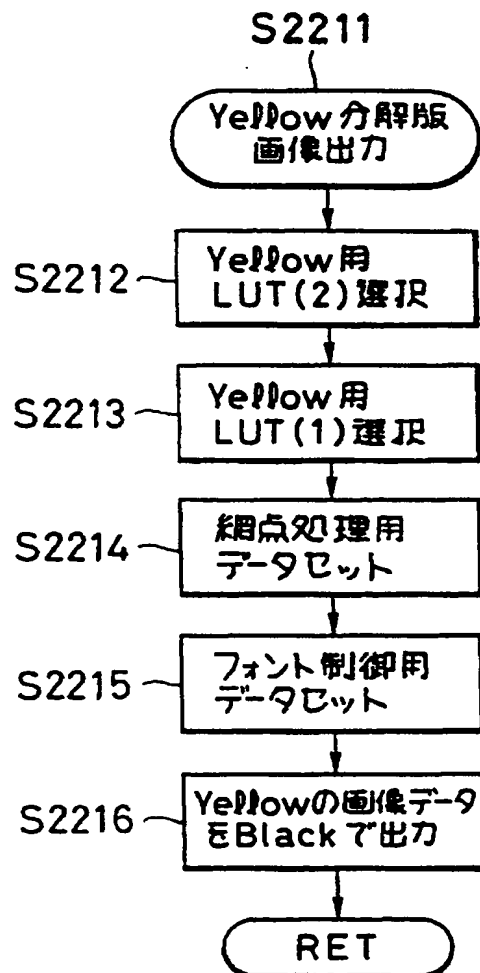 S2211
Yellow分解版
画像出力
S2212
Yellow用
LUT(2)選択
S2213
Yellow用
LUT(1)選択
S2214
網点処理用
データセット
S2215
フォント制御用
データセット
S2216
Yellowの画像データ
をBlackで出力
RET